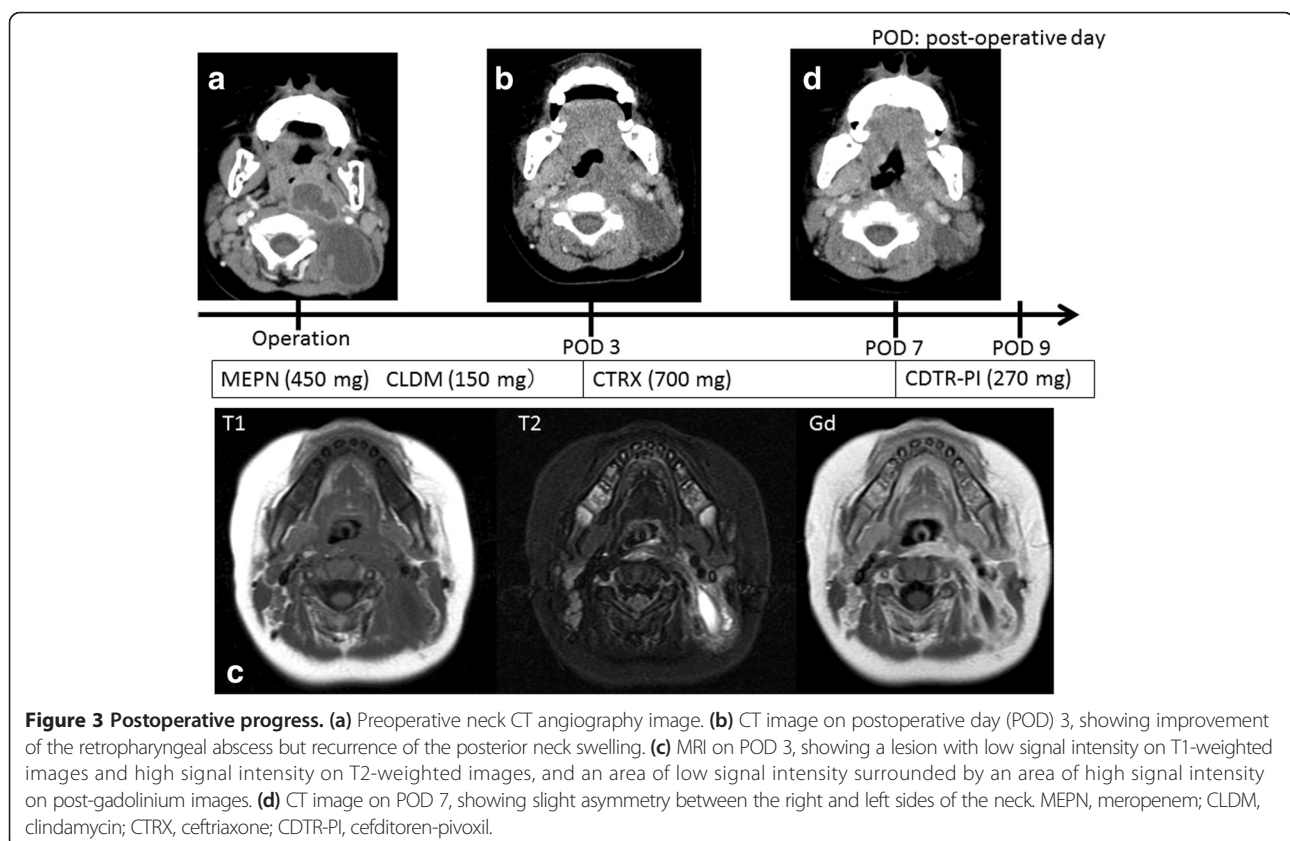 POD: post-operative day
a
b
d
Operation
POD 3
POD 7
POD 9
MEPN (450 mg) CLDM (150 mg）
CTRX (700 mg)
CDTR-PI (270 mg)
T1
T2
Gd
c
Figure 3 Postoperative progress. (a) Preoperative neck CT angiography image. (b) CT image on postoperative day (POD) 3, showing improvement
of the retropharyngeal abscess but recurrence of the posterior neck swelling. (c) MRI on POD 3, showing a lesion with low signal intensity on T1-weighted
images and high signal intensity on T2-weighted images, and an area of low signal intensity surrounded by an area of high signal intensity
on post-gadolinium images. (d) CT image on POD 7, showing slight asymmetry between the right and left sides of the neck. MEPN, meropenem; CLDM,
clindamycin; CTRX, ceftriaxone; CDTR-PI, cefditoren-pivoxil.